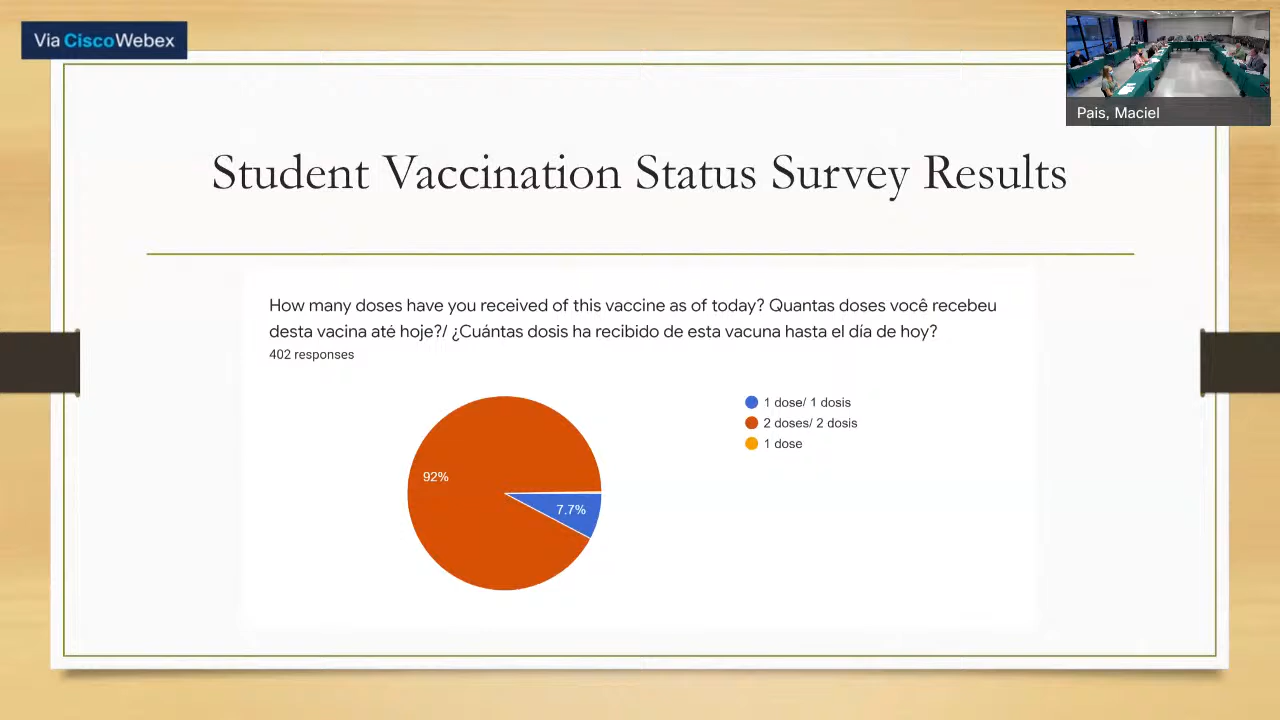 Via Cisco Webex
Pais, Maciel
Student Vaccination Status Survey Results
How many doses have you received of this vaccine as of today? Quantas doses você recebeu
desta vacina até hoje?/ ¿Cuántas dosis ha recibido de esta vacuna hasta el día de hoy?
402 responses
1 dose/ 1 dosis
2 doses/ 2 dosis
1 dose
92%
7.7%